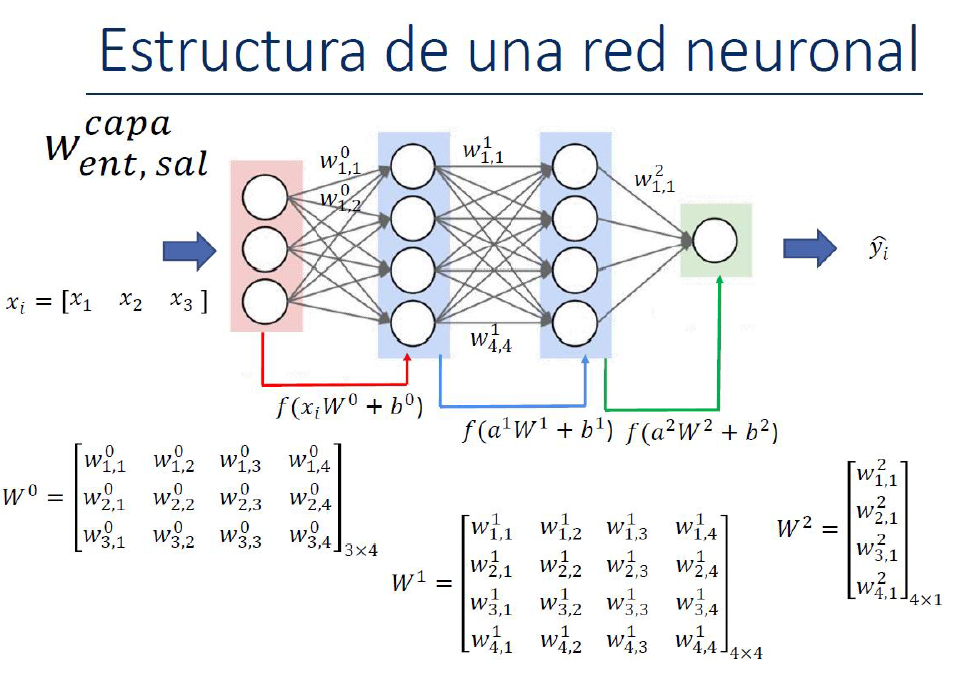 Estructura de una red neuronal
w^{capa}_{ent, sal}
w^0_{1,1}
w^0_{1,2}
w^1_{1,1}
w^1_{4,4}
w^2_{1,1}
x_i = [x_1 x_2 x_3 ]
ŷ_i
f(x_iW^0 + b^0)
f(a^1W^1 + b^1)
f(a^2W^2 + b^2)
W^0 =
w^0_{1,1} w^0_{1,2} w^0_{1,3} w^0_{1,4}
w^0_{2,1} w^0_{2,2} w^0_{2,3} w^0_{2,4}
w^0_{3,1} w^0_{3,2} w^0_{3,3} w^0_{3,4}
3×4
W^1 =
w^1_{1,1} w^1_{1,2} w^1_{1,3} w^1_{1,4}
w^1_{2,1} w^1_{2,2} w^1_{2,3} w^1_{2,4}
w^1_{3,1} w^1_{3,2} w^1_{3,3} w^1_{3,4}
w^1_{4,1} w^1_{4,2} w^1_{4,3} w^1_{4,4}
4×4
W^2 =
w^2_{1,1}
w^2_{2,1}
w^2_{3,1}
w^2_{4,1}
4×1